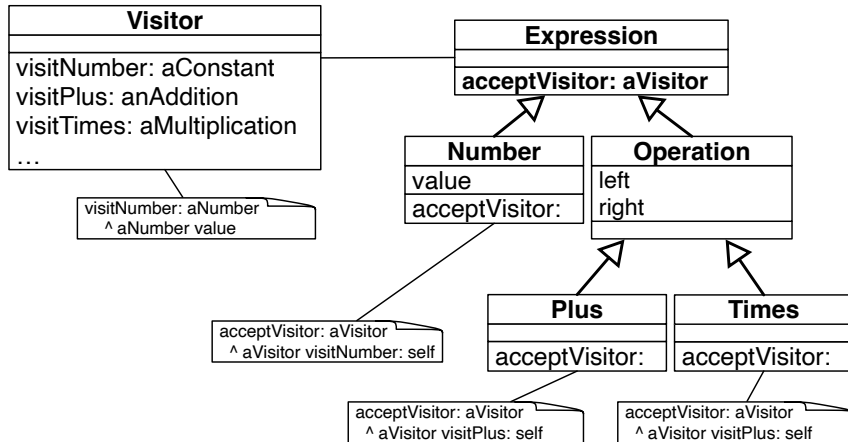 Visitor
visitNumber: aConstant
visitPlus: anAddition
visitTimes: aMultiplication
…
visitNumber: aNumber
^ aNumber value
Expression
acceptVisitor: aVisitor
Number
value
acceptVisitor:
Operation
left
right
acceptVisitor: aVisitor
^ aVisitor visitNumber: self
Plus
acceptVisitor:
Times
acceptVisitor:
acceptVisitor: aVisitor
^ aVisitor visitPlus: self
acceptVisitor: aVisitor
^ aVisitor visitPlus: self